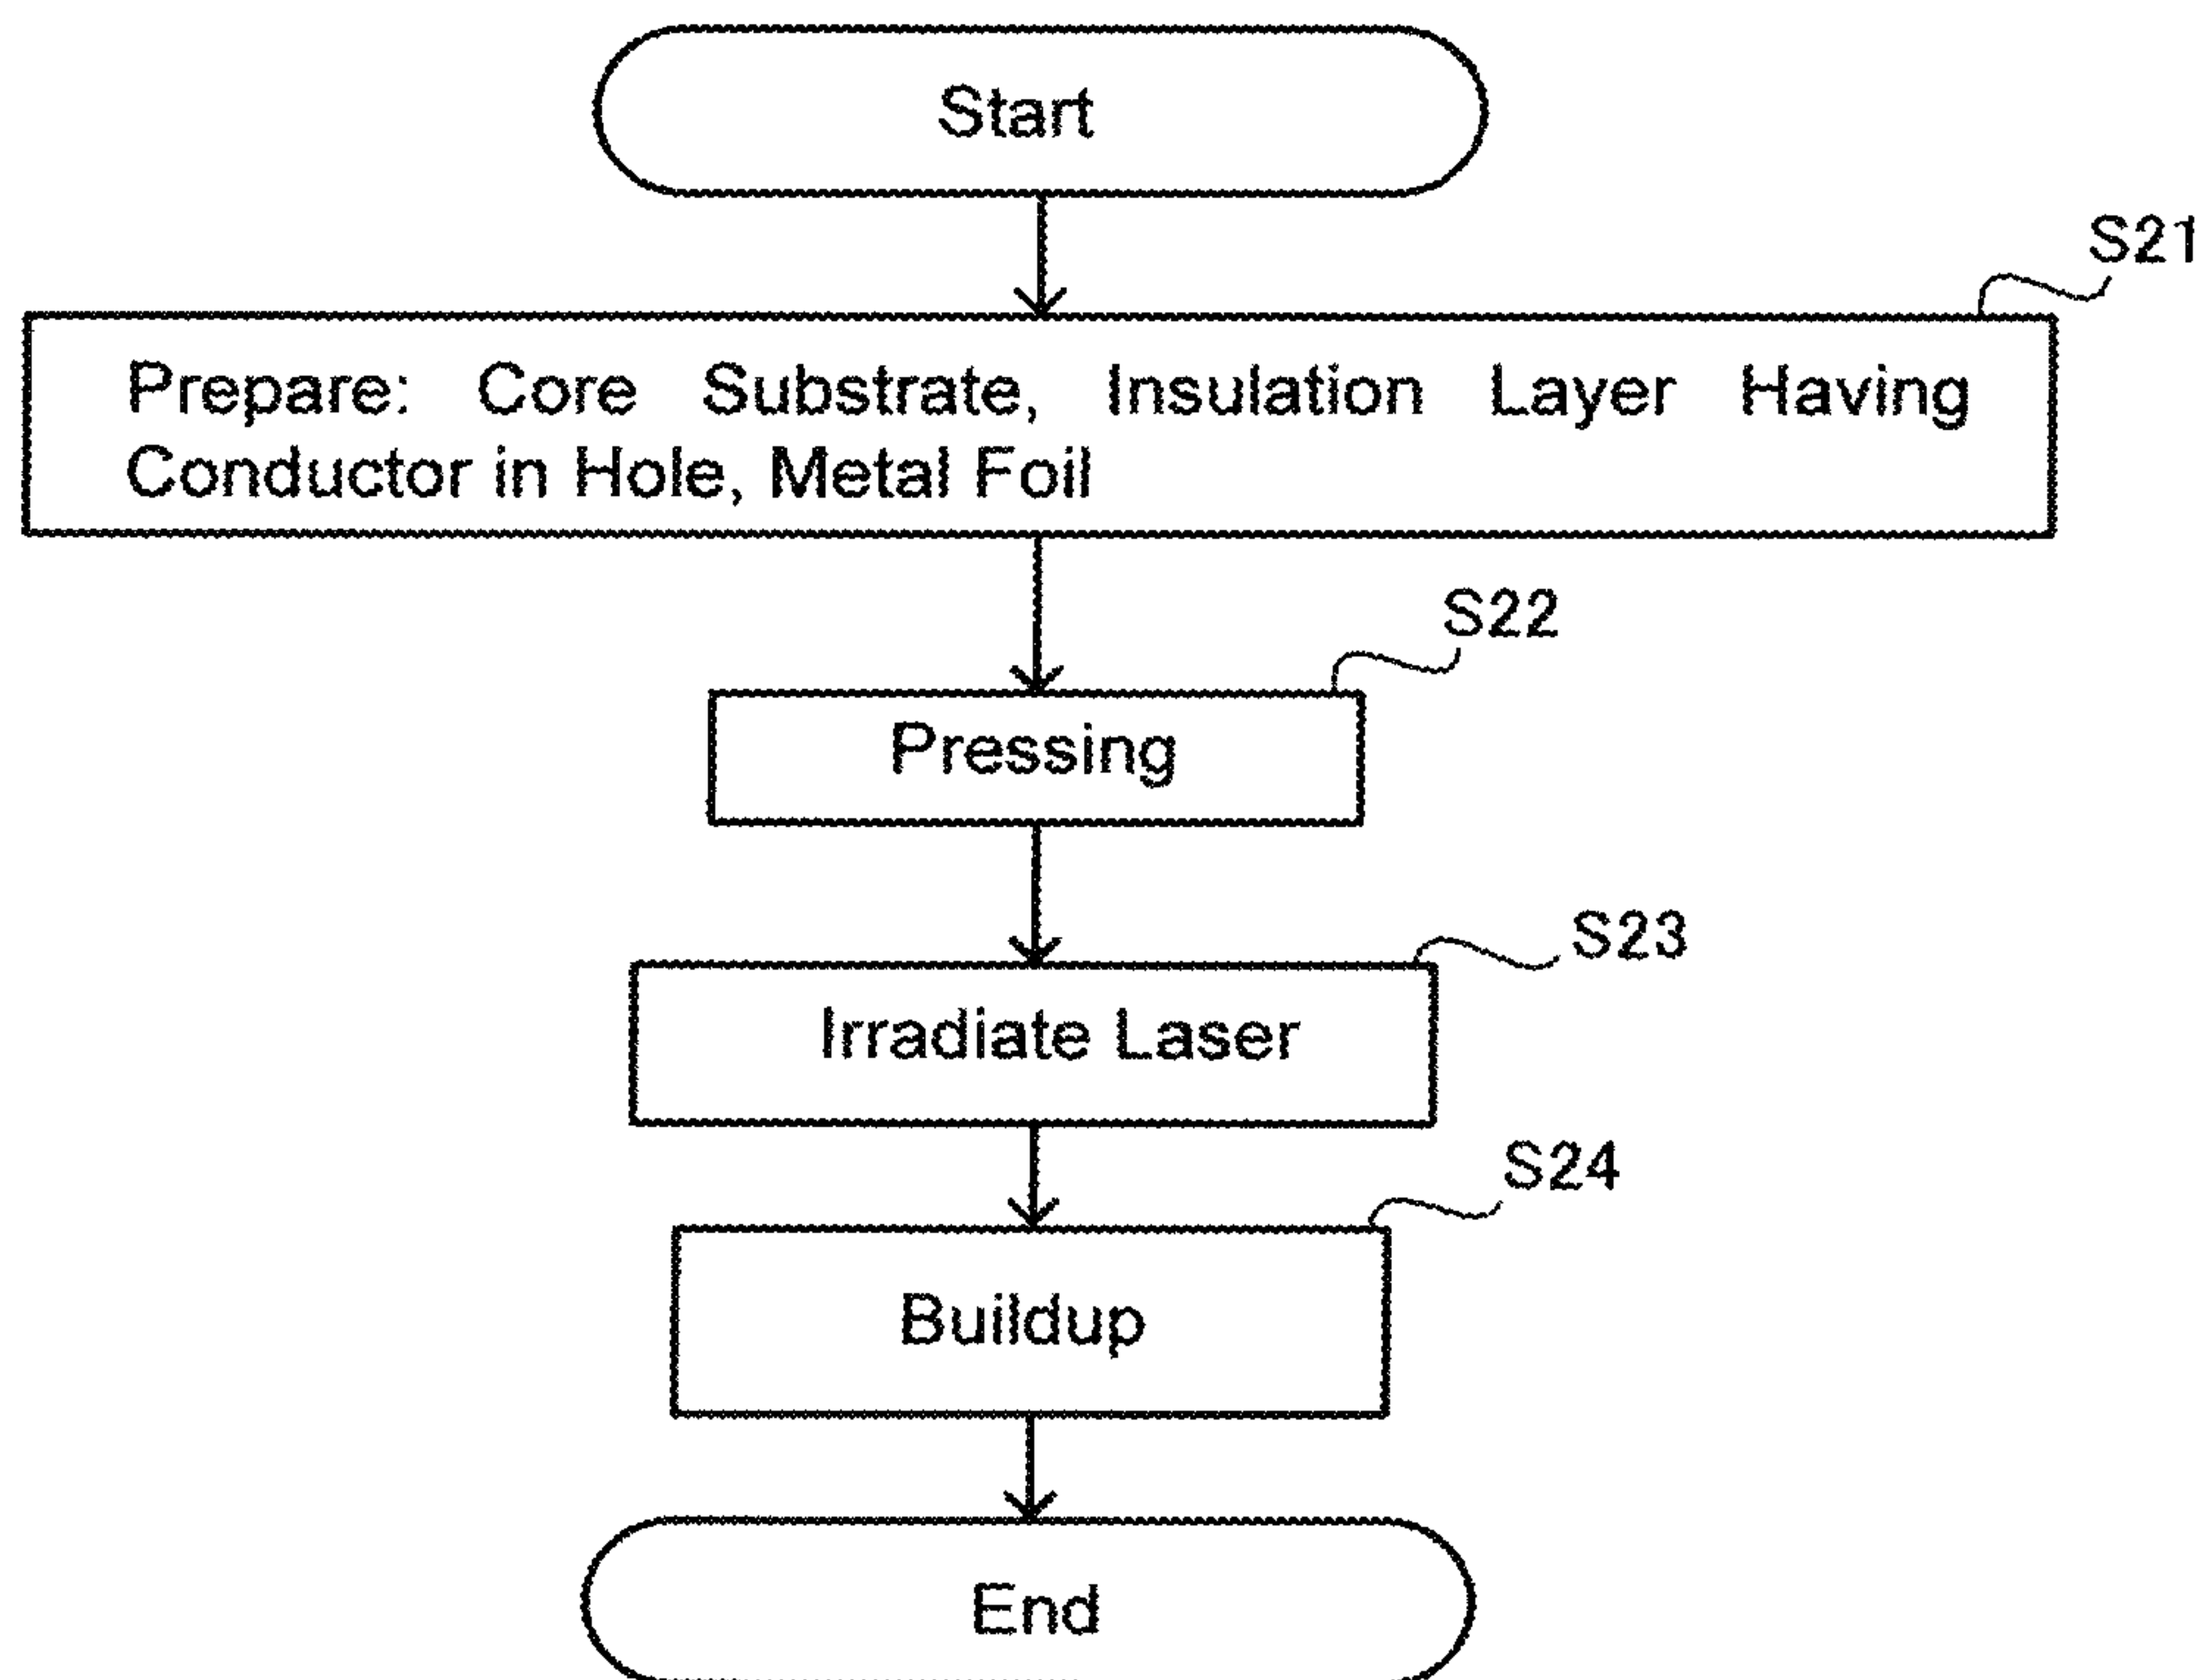 Start
S21
Prepare: Core Substrate, Insulation Layer Having
Conductor in Hole, Metal Foil
S22
Pressing
S23
Irradiate Laser
S24
Buildup
End